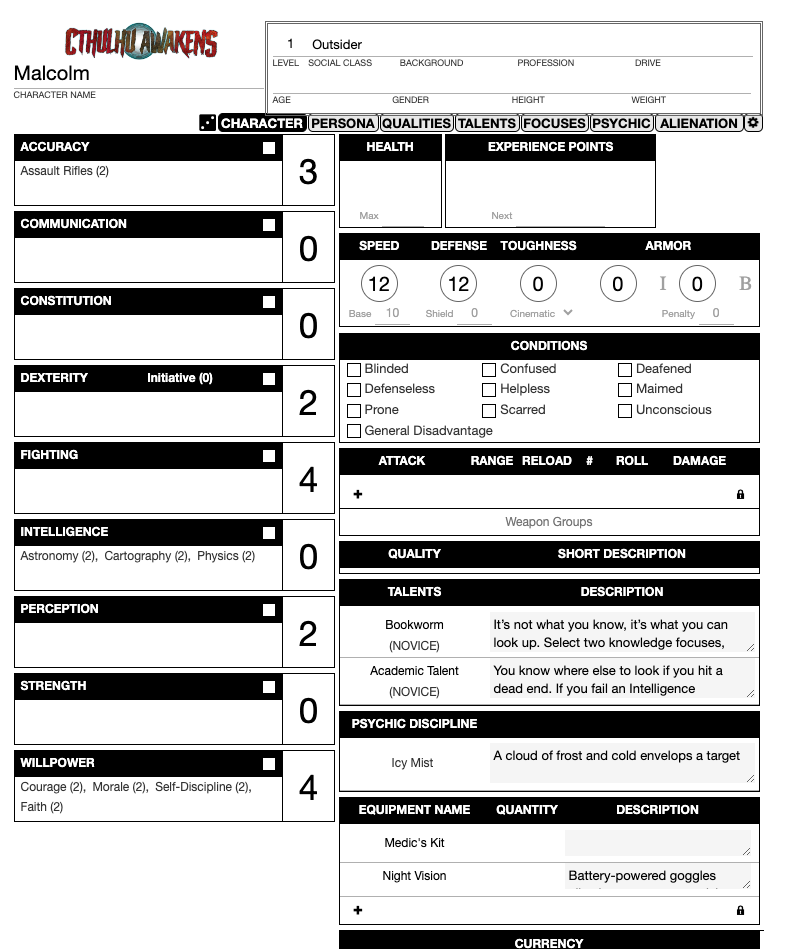 CTHULHU AWAKENS
Malcolm
CHARACTER NAME
1 Outsider
LEVEL SOCIAL CLASS BACKGROUND PROFESSION DRIVE
AGE GENDER HEIGHT WEIGHT
CHARACTER PERSONA QUALITIES TALENTS FOCUSES PSYCHIC ALIENATION
ACCURACY
Assault Rifles (2)
3
COMMUNICATION
0
CONSTITUTION
0
DEXTERITY Initiative (0)
2
FIGHTING
4
INTELLIGENCE
Astronomy (2), Cartography (2), Physics (2)
0
PERCEPTION
2
STRENGTH
0
WILLPOWER
Courage (2), Morale (2), Self-Discipline (2),
Faith (2)
4
HEALTH EXPERIENCE POINTS
Max Next
SPEED DEFENSE TOUGHNESS ARMOR
12 12 0 0 I 0 B
Base 10 Shield 0 Cinematic Penalty 0
CONDITIONS
Blinded Confused Deafened
Defenseless Helpless Maimed
Prone Scarred Unconscious
General Disadvantage
ATTACK RANGE RELOAD # ROLL DAMAGE
+
Weapon Groups
QUALITY SHORT DESCRIPTION
TALENTS DESCRIPTION
Bookworm
(NOVICE)
It’s not what you know, it’s what you can
look up. Select two knowledge focuses,
Academic Talent
(NOVICE)
You know where else to look if you hit a
dead end. If you fail an Intelligence
PSYCHIC DISCIPLINE
Icy Mist
A cloud of frost and cold envelops a target
EQUIPMENT NAME QUANTITY DESCRIPTION
Medic's Kit
Night Vision Battery-powered goggles
+
CURRENCY